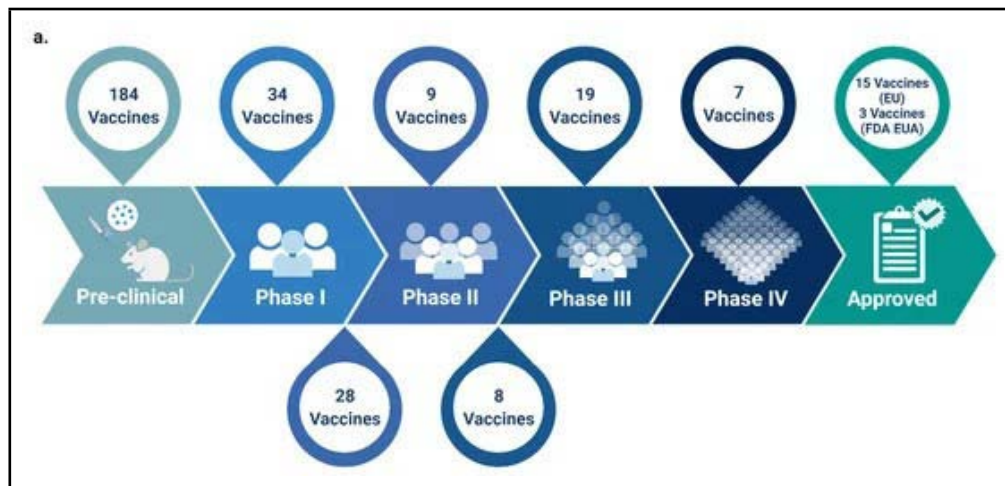 a.
184
Vaccines
34
Vaccines
9
Vaccines
19
Vaccines
7
Vaccines
15 Vaccines
(EU)
3 Vaccines
(FDA EUA)
Pre-clinical
Phase I
Phase II
Phase III
Phase IV
Approved
28
Vaccines
8
Vaccines